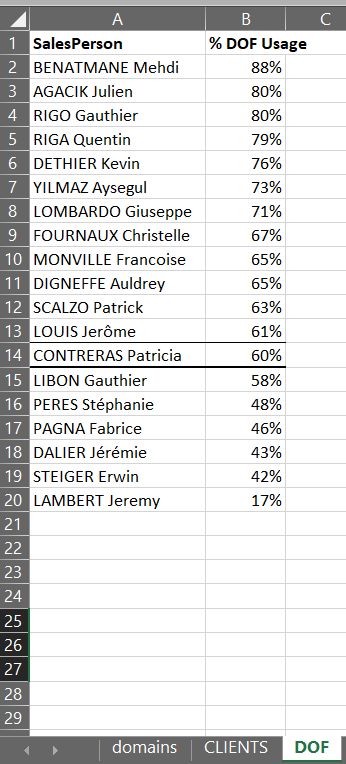 A B C
1 SalesPerson % DOF Usage
2 BENATMANE Mehdi 88%
3 AGACIK Julien 80%
4 RIGO Gauthier 80%
5 RIGA Quentin 79%
6 DETHIER Kevin 76%
7 YILMAZ Aysegul 73%
8 LOMBARDO Giuseppe 71%
9 FOURNAUX Christelle 67%
10 MONVILLE Francoise 65%
11 DIGNEFFE Auldrey 65%
12 SCALZO Patrick 63%
13 LOUIS Jerôme 61%
14 CONTRERAS Patricia 60%
15 LIBON Gauthier 58%
16 PERES Stéphanie 48%
17 PAGNA Fabrice 46%
18 DALIER Jérémie 43%
19 STEIGER Erwin 42%
20 LAMBERT Jeremy 17%
21
22
23
24
25
26
27
28
29
domains CLIENTS DOF